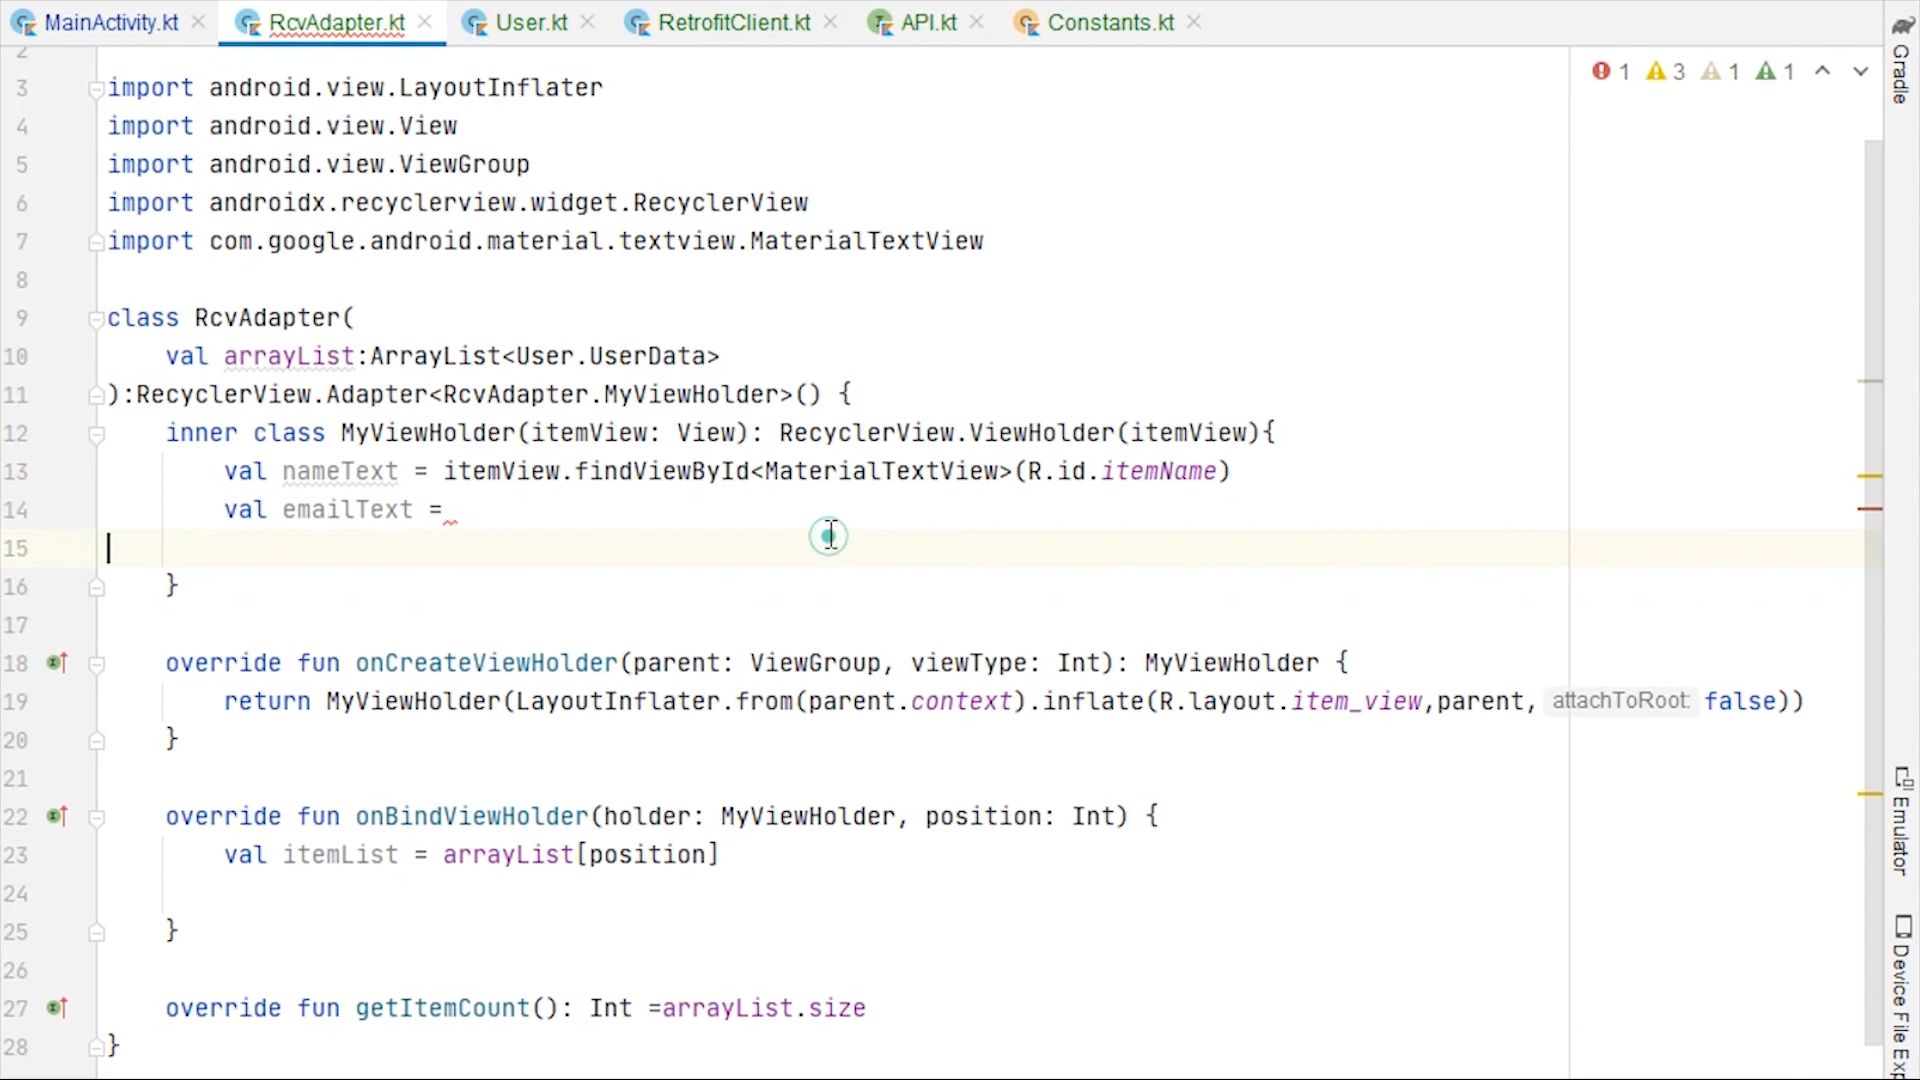 MainActivity.kt RcvAdapter.kt User.kt RetrofitClient.kt API.kt Constants.kt
1 3 1 1
2
3 import android.view.LayoutInflater
4 import android.view.View
5 import android.view.ViewGroup
6 import androidx.recyclerview.widget.RecyclerView
7 import com.google.android.material.textview.MaterialTextView
8
9 class RcvAdapter(
10 val arrayList:ArrayList<User.UserData>
11 ):RecyclerView.Adapter<RcvAdapter.MyViewHolder>() {
12 inner class MyViewHolder(itemView: View): RecyclerView.ViewHolder(itemView){
13 val nameText = itemView.findViewById<MaterialTextView>(R.id.itemName)
14 val emailText =
15
16 }
17
18 override fun onCreateViewHolder(parent: ViewGroup, viewType: Int): MyViewHolder {
19 return MyViewHolder(LayoutInflater.from(parent.context).inflate(R.layout.item_view,parent, attachToRoot: false))
20 }
21
22 override fun onBindViewHolder(holder: MyViewHolder, position: Int) {
23 val itemList = arrayList[position]
24
25 }
26
27 override fun getItemCount(): Int =arrayList.size
28 }
Gradle
Emulator
Device File Exp